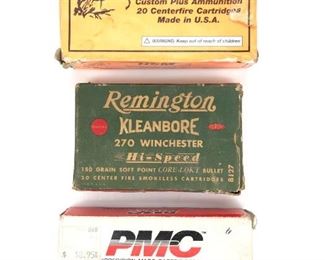 Custom Plus Ammunition
20 Centerfire Cartridges
Made in U.S.A.
WARNING: Keep out of reach of children
Remington
KLEANBORE
270 WINCHESTER
Hi-Speed
150 GRAIN SOFT POINT CORE-LOKT BULLET
20 CENTER FIRE SMOKELESS CARTRIDGES
8127
PMC